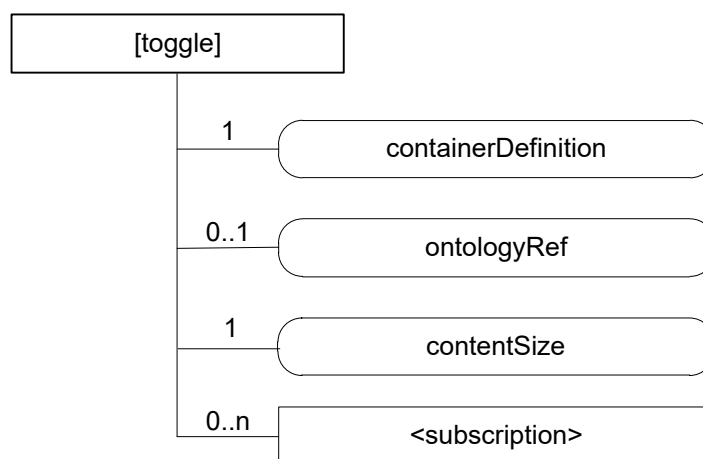 [toggle]
1
containerDefinition
0..1
ontologyRef
1
contentSize
0..n
<subscription>